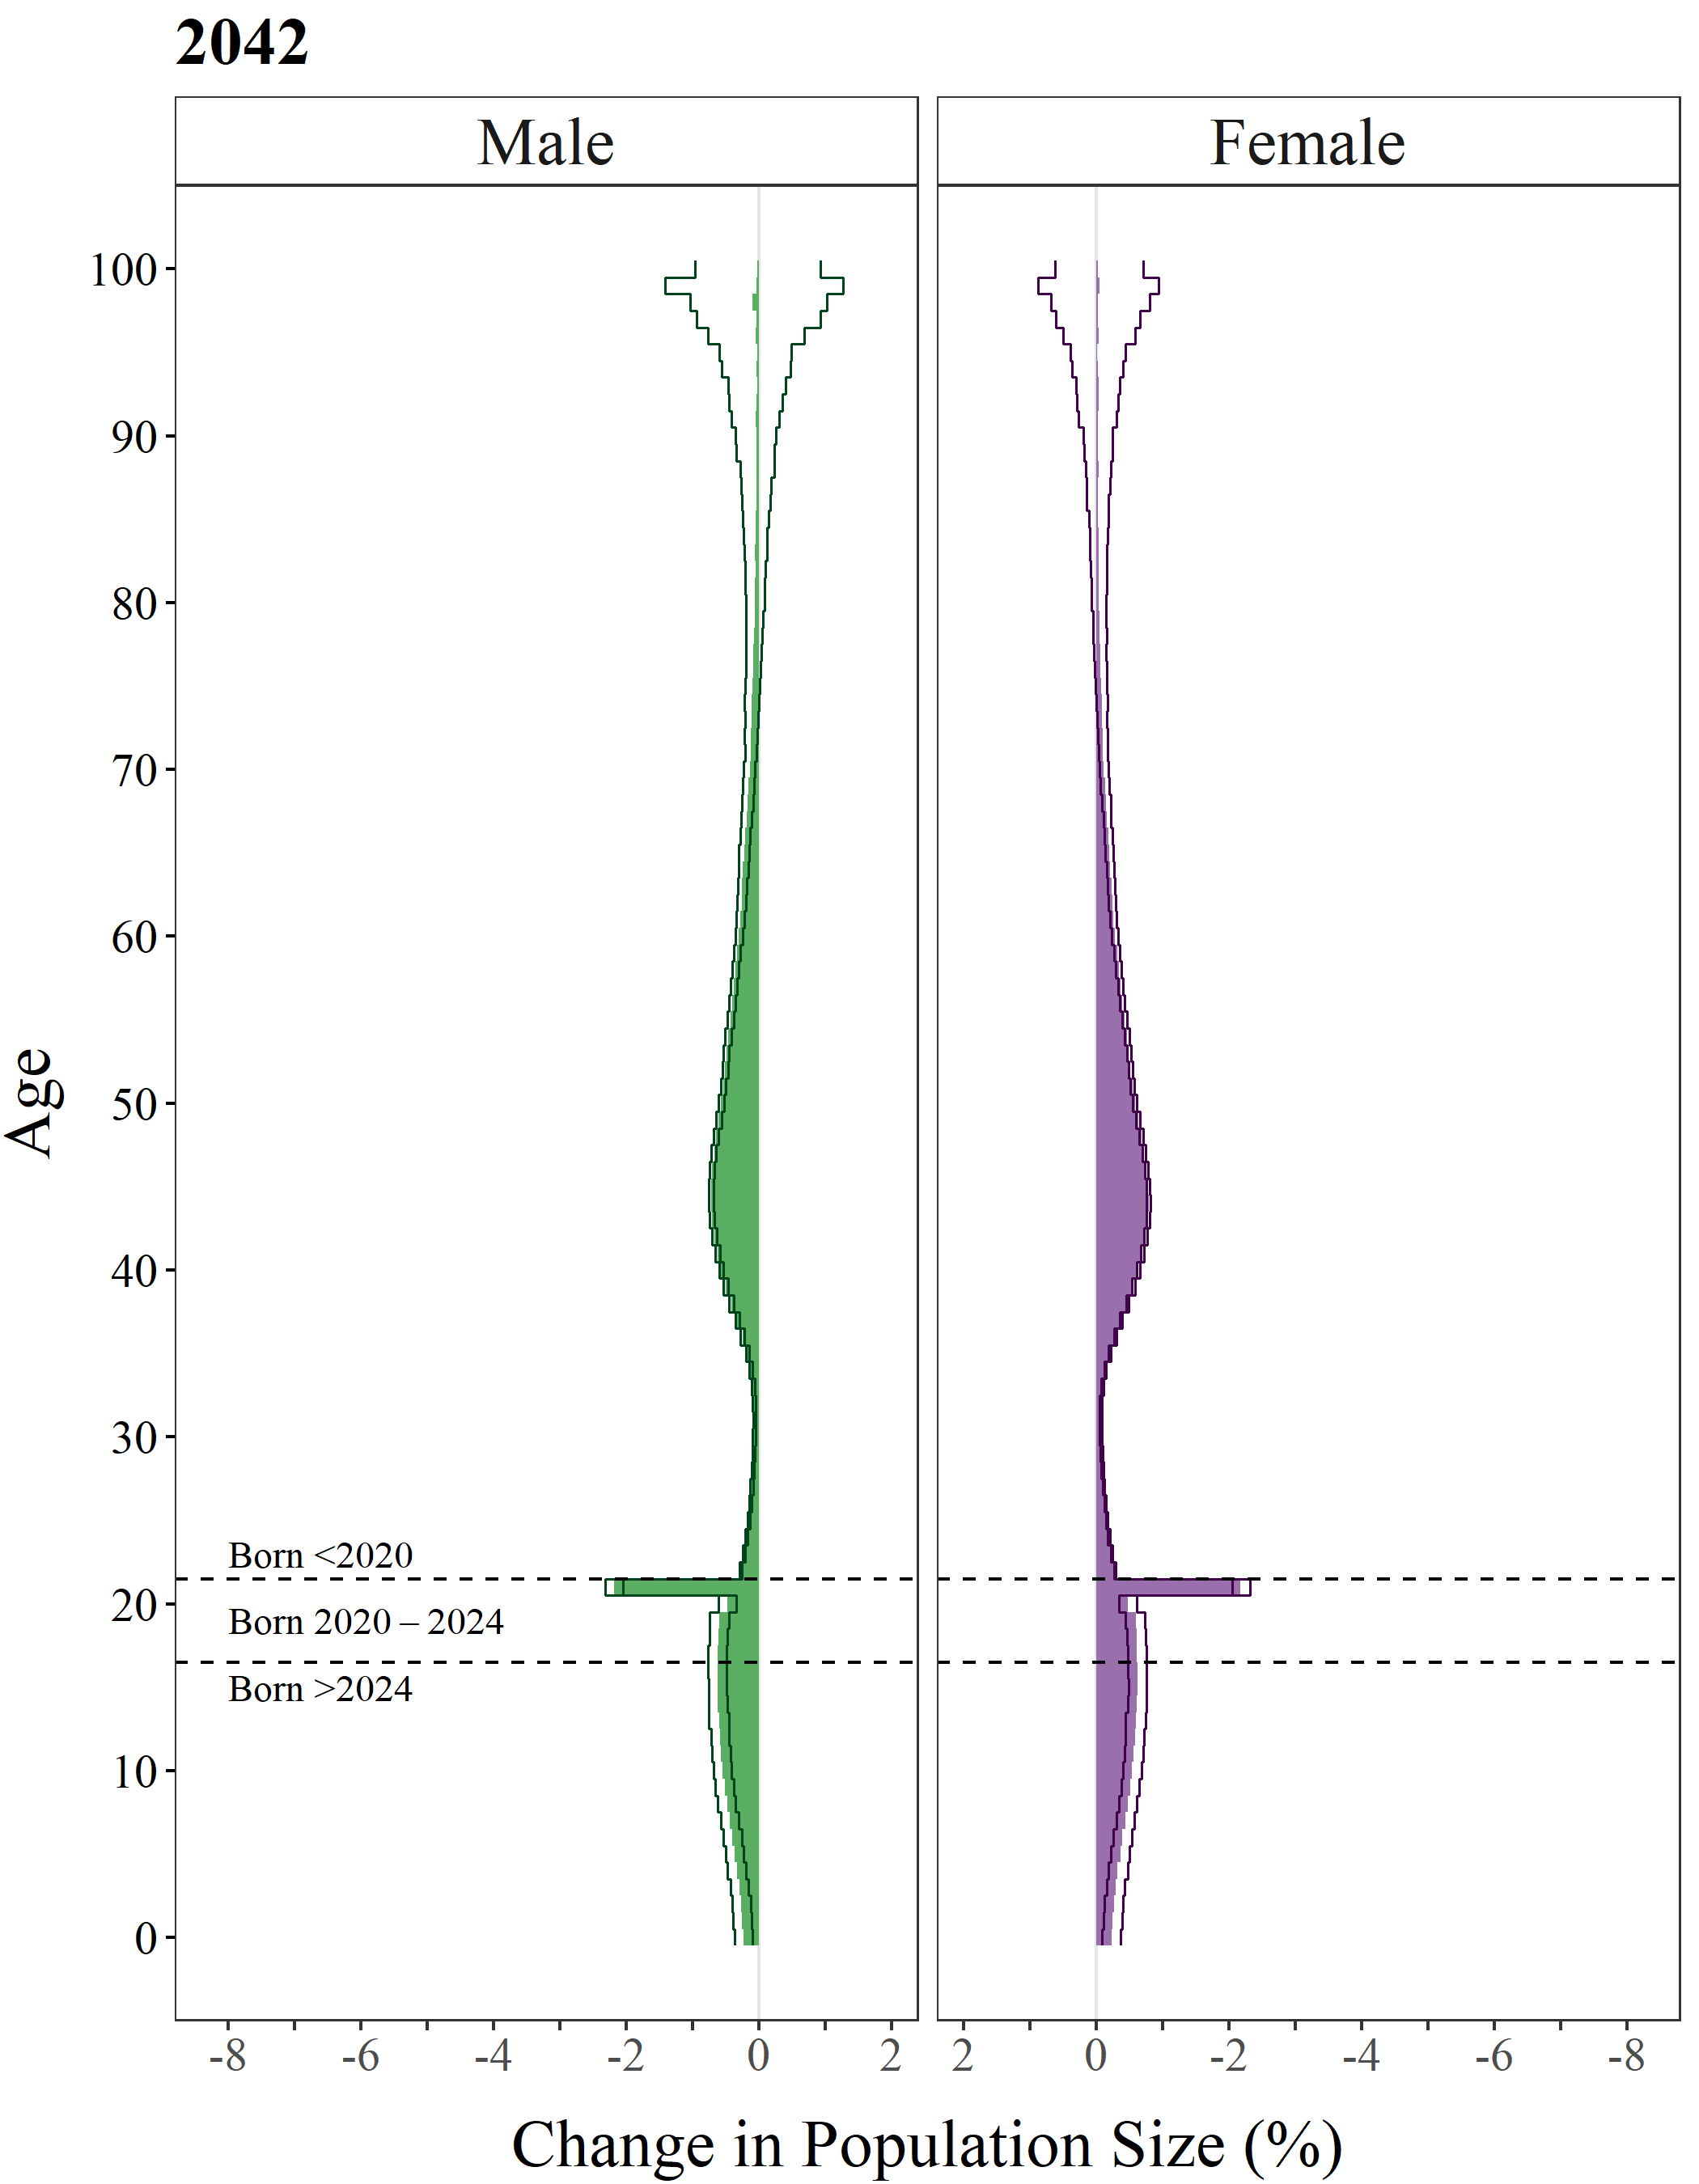 2042
Male
Female
100
90
80
70
60
50
40
30
20
10
0
Age
Born <2020
Born 2020 – 2024
Born >2024
-8 -6 -4 -2 0 2
2 0 -2 -4 -6 -8
Change in Population Size (%)